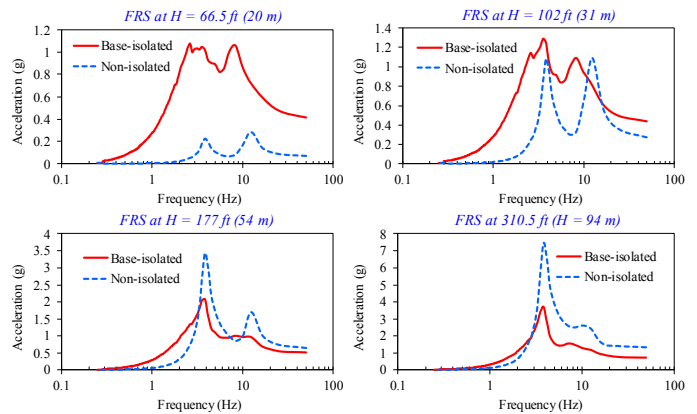 FRS at H = 66.5 ft (20 m)
Acceleration (g)
1.2
1
0.8
0.6
0.4
0.2
0
Base-isolated
Non-isolated
0.1 1 10 100
Frequency (Hz)
FRS at H = 102 ft (31 m)
Acceleration (g)
1.4
1.2
1
0.8
0.6
0.4
0.2
0
Base-isolated
Non-isolated
0.1 1 10 100
Frequency (Hz)
FRS at H = 177 ft (54 m)
Acceleration (g)
4
3.5
3
2.5
2
1.5
1
0.5
0
Base-isolated
Non-isolated
0.1 1 10 100
Frequency (Hz)
FRS at H = 310.5 ft (H = 94 m)
Acceleration (g)
8
7
6
5
4
3
2
1
0
Base-isolated
Non-isolated
0.1 1 10 100
Frequency (Hz)